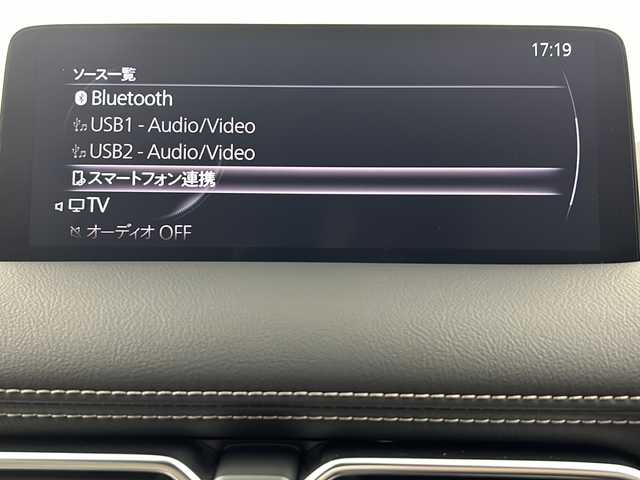 17:19
ソース一覧
Bluetooth
USB1 - Audio/Video
USB2 - Audio/Video
スマートフォン連携
TV
オーディオ OFF